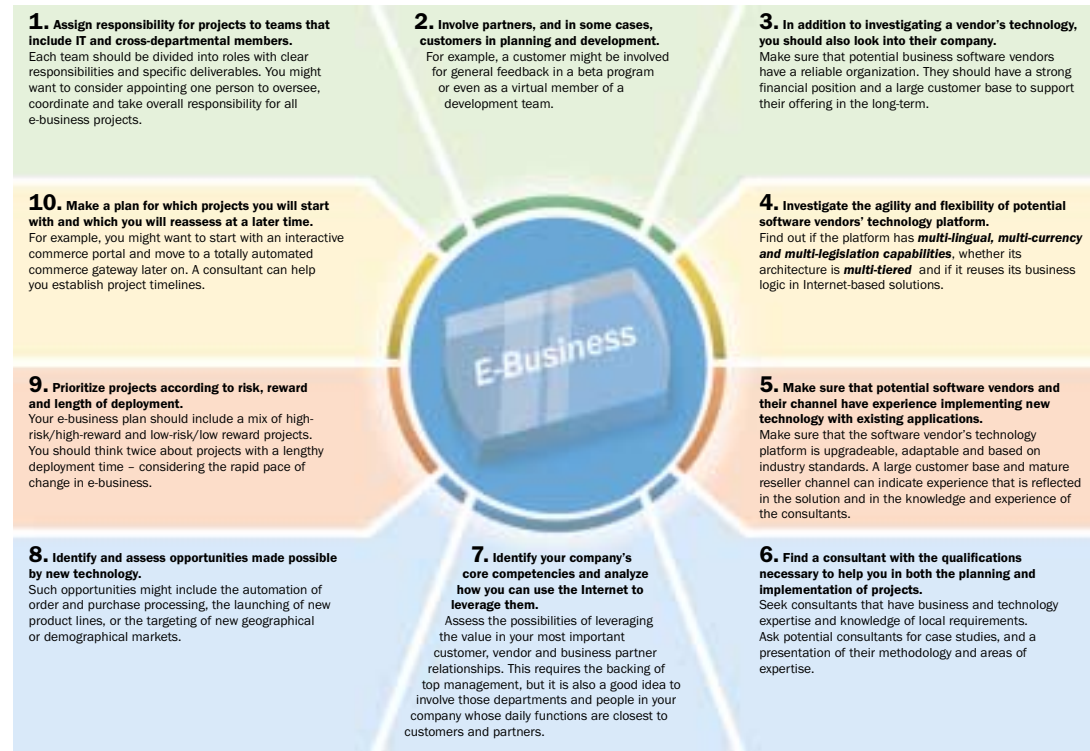 1. Assign responsibility for projects to teams that
include IT and cross-departmental members.
Each team should be divided into roles with clear
responsibilities and specific deliverables. You might
want to consider appointing one person to oversee,
coordinate and take overall responsibility for all
e-business projects.
2. Involve partners, and in some cases,
customers in planning and development.
For example, a customer might be involved
for general feedback in a beta program
or even as a virtual member of a
development team.
3. In addition to investigating a vendor's technology,
you should also look into their company.
Make sure that potential business software vendors
have a reliable organization. They should have a strong
financial position and a large customer base to support
their offering in the long-term.
10. Make a plan for which projects you will start
with and which you will reassess at a later time.
For example, you might want to start with an interactive
commerce portal and move to a totally automated
commerce gateway later on. A consultant can help
you establish project timelines.
4. Investigate the agility and flexibility of potential
software vendors' technology platform.
Find out if the platform has multi-lingual, multi-currency
and multi-legislation capabilities, whether its
architecture is multi-tiered and if it reuses its business
logic in Internet-based solutions.
E-Business
9. Prioritize projects according to risk, reward
and length of deployment.
Your e-business plan should include a mix of high-
risk/high-reward and low-risk/low reward projects.
You should think twice about projects with a lengthy
deployment time – considering the rapid pace of
change in e-business.
5. Make sure that potential software vendors and
their channel have experience implementing new
technology with existing applications.
Make sure that the software vendor's technology
platform is upgradeable, adaptable and based on
industry standards. A large customer base and mature
reseller channel can indicate experience that is reflected
in the solution and in the knowledge and experience of
the consultants.
8. Identify and assess opportunities made possible
by new technology.
Such opportunities might include the automation of
order and purchase processing, the launching of new
product lines, or the targeting of new geographical
or demographical markets.
7. Identify your company's
core competencies and analyze
how you can use the Internet to
leverage them.
Assess the possibilities of leveraging
the value in your most important
customer, vendor and business partner
relationships. This requires the backing of
top management, but it is also a good idea to
involve those departments and people in your
company whose daily functions are closest to
customers and partners.
6. Find a consultant with the qualifications
necessary to help you in both the planning and
implementation of projects.
Seek consultants that have business and technology
expertise and knowledge of local requirements.
Ask potential consultants for case studies, and a
presentation of their methodology and areas of
expertise.